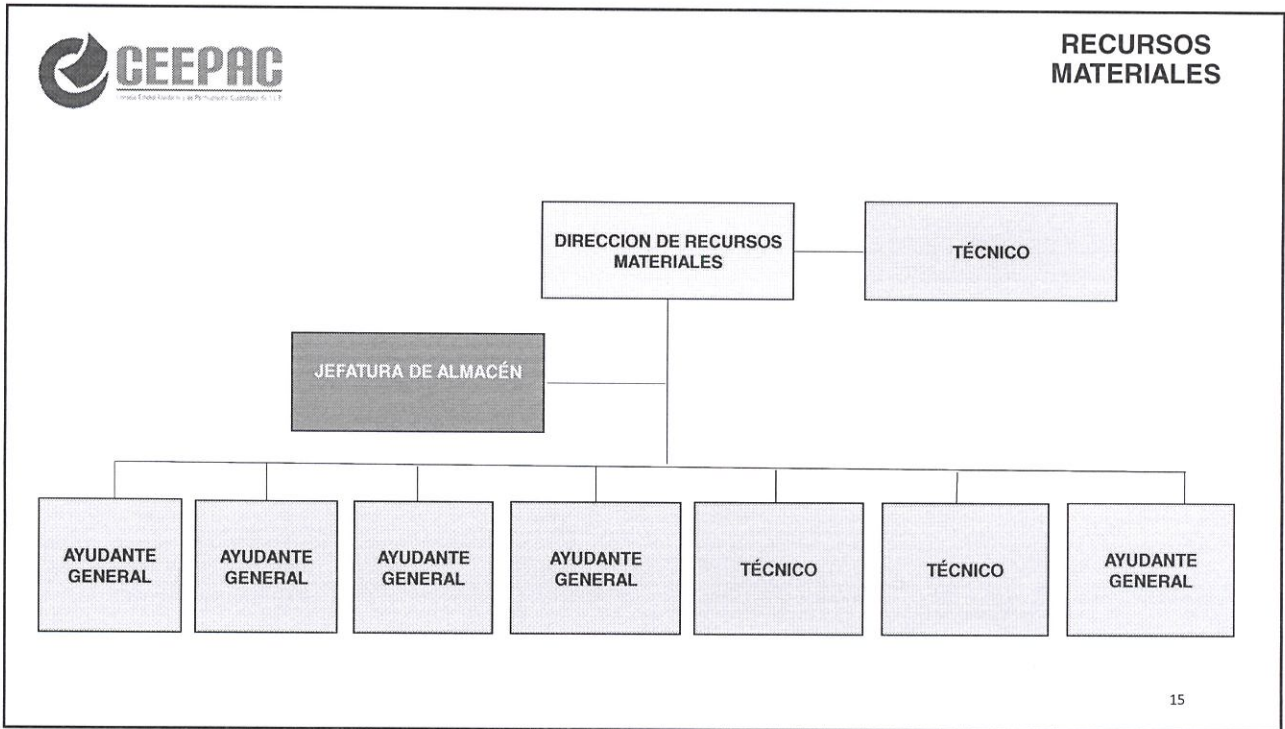 CEEPAC
RECURSOS
MATERIALES
DIRECCION DE RECURSOS
MATERIALES
TÉCNICO
JEFATURA DE ALMACÉN
AYUDANTE
GENERAL
AYUDANTE
GENERAL
AYUDANTE
GENERAL
AYUDANTE
GENERAL
TÉCNICO
TÉCNICO
AYUDANTE
GENERAL
15